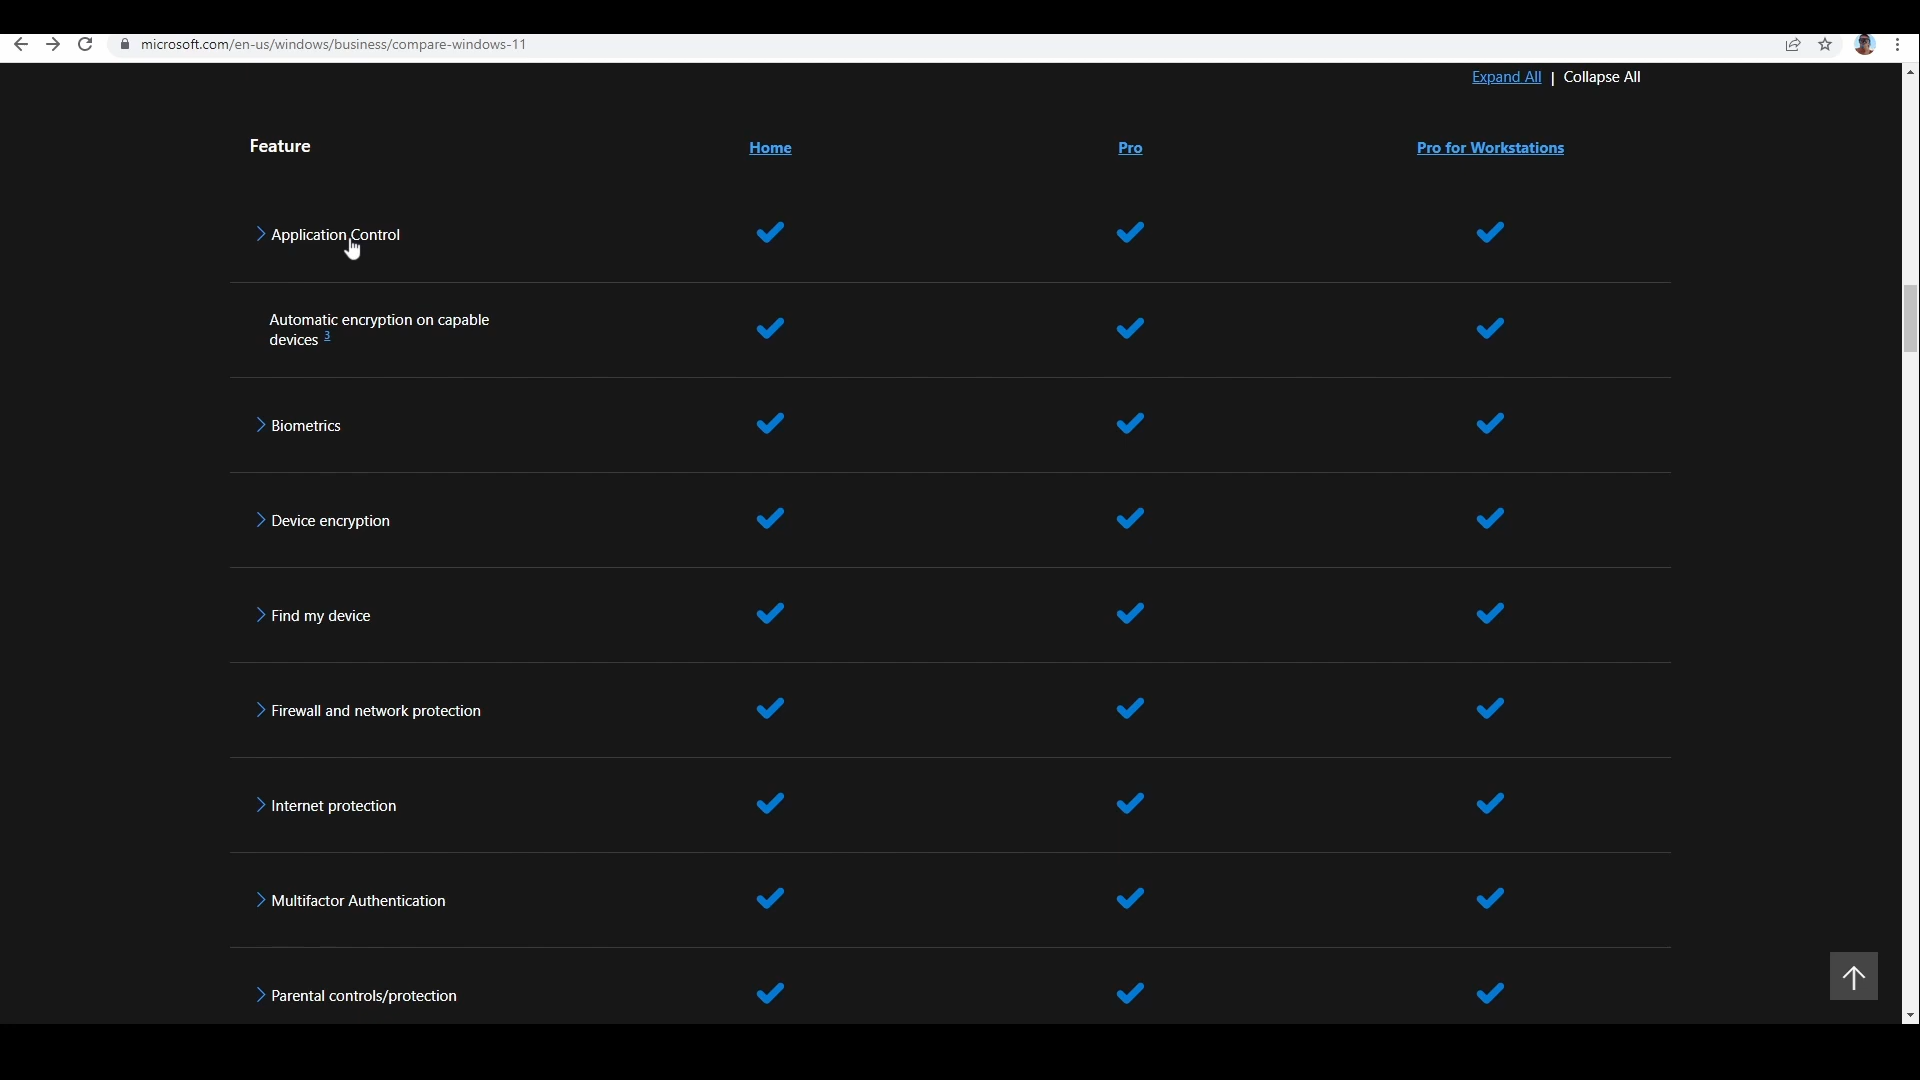 microsoft.com/en-us/windows/business/compare-windows-11
Expand All | Collapse All
Feature Home Pro Pro for Workstations
Application Control
Automatic encryption on capable
devices 3
Biometrics
Device encryption
Find my device
Firewall and network protection
Internet protection
Multifactor Authentication
Parental controls/protection